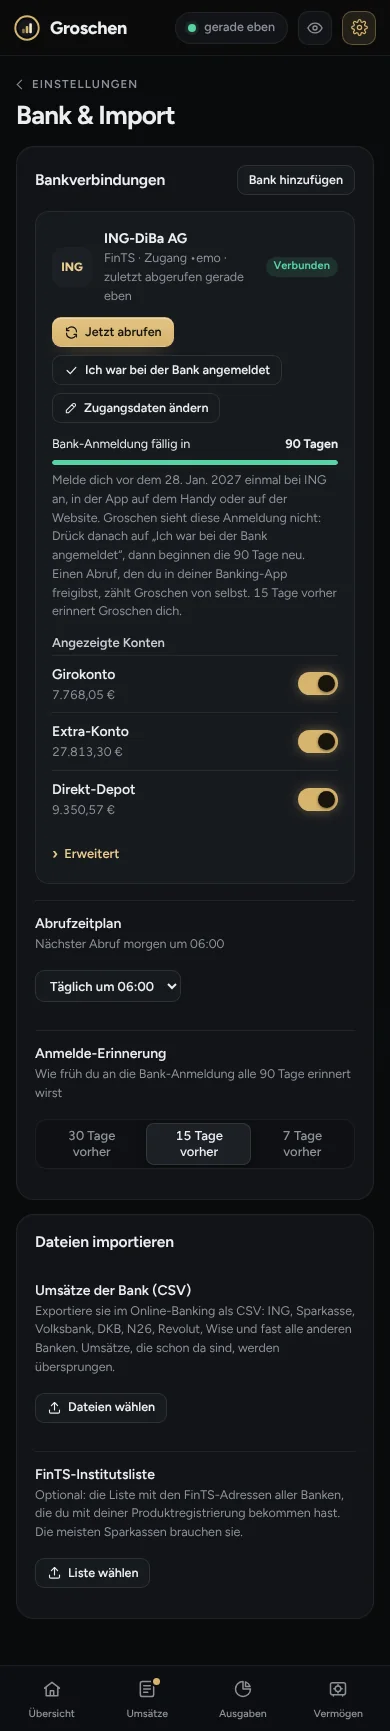 Groschen
gerade eben
EINSTELLUNGEN
Bank & Import
Bankverbindungen
Bank hinzufügen
ING
ING-DiBa AG
FinTS · Zugang •emo ·
zuletzt abgerufen gerade
eben
Verbunden
Jetzt abrufen
Ich war bei der Bank angemeldet
Zugangsdaten ändern
Bank-Anmeldung fällig in
90 Tagen
Melde dich vor dem 28. Jan. 2027 einmal bei ING
an, in der App auf dem Handy oder auf der
Website. Groschen sieht diese Anmeldung nicht:
Drück danach auf „Ich war bei der Bank
angemeldet“, dann beginnen die 90 Tage neu.
Einen Abruf, den du in deiner Banking-App
freigibst, zählt Groschen von selbst. 15 Tage vorher
erinnert Groschen dich.
Angezeigte Konten
Girokonto
7.768,05 €
Extra-Konto
27.813,30 €
Direkt-Depot
9.350,57 €
› Erweitert
Abrufzeitplan
Nächster Abruf morgen um 06:00
Täglich um 06:00
Anmelde-Erinnerung
Wie früh du an die Bank-Anmeldung alle 90 Tage erinnert
wirst
30 Tage
vorher
15 Tage
vorher
7 Tage
vorher
Dateien importieren
Umsätze der Bank (CSV)
Exportiere sie im Online-Banking als CSV: ING, Sparkasse,
Volksbank, DKB, N26, Revolut, Wise und fast alle anderen
Banken. Umsätze, die schon da sind, werden
übersprungen.
Dateien wählen
FinTS-Institutsliste
Optional: die Liste mit den FinTS-Adressen aller Banken,
die du mit deiner Produktregistrierung bekommen hast.
Die meisten Sparkassen brauchen sie.
Liste wählen
Übersicht
Umsätze
Ausgaben
Vermögen